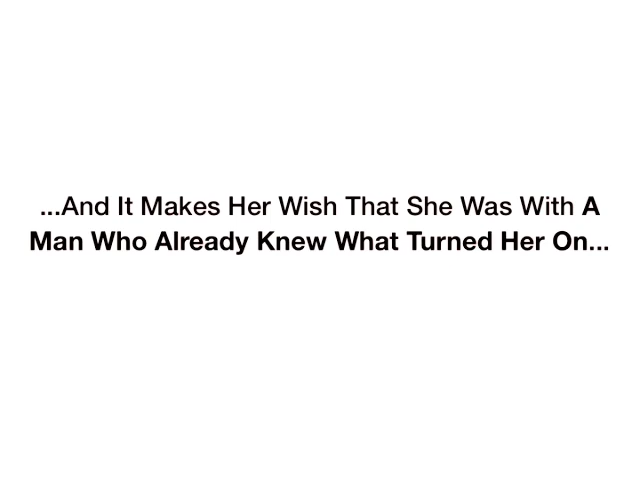 ...And It Makes Her Wish That She Was With A
Man Who Already Knew What Turned Her On...